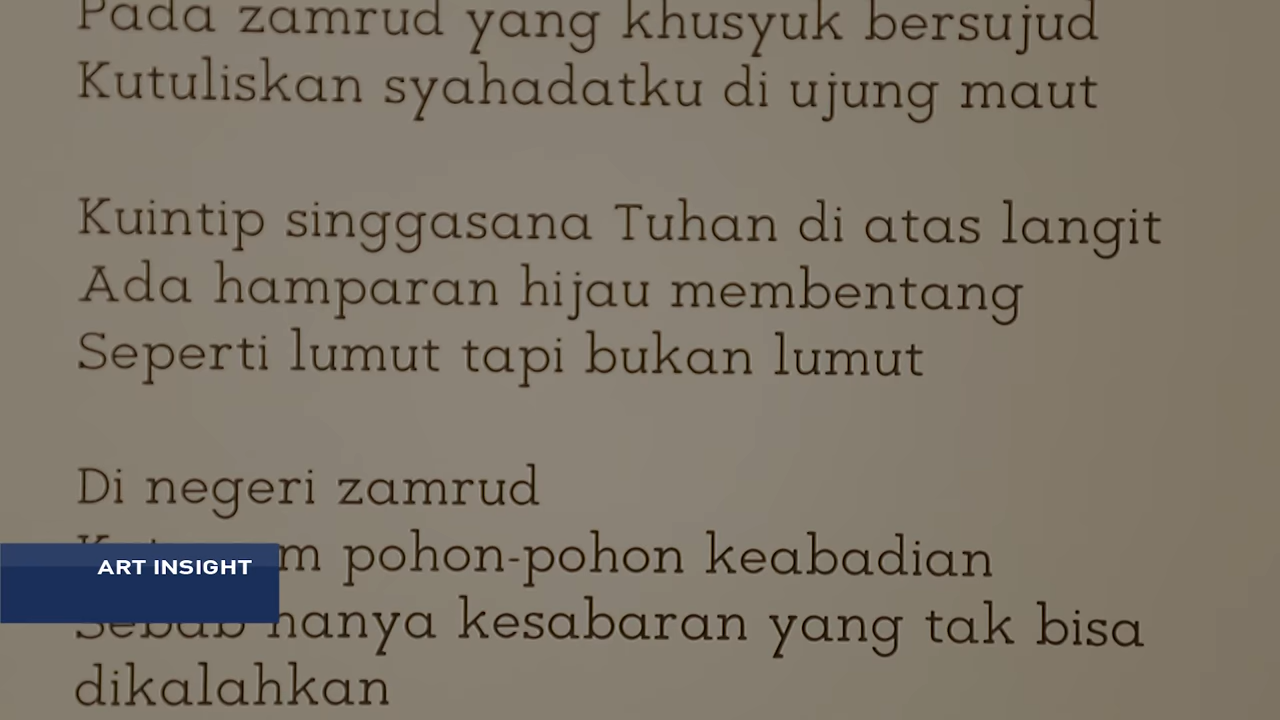 Pada zamrud yang khusyuk bersujud
Kutuliskan syahadatku di ujung maut
Kuintip singgasana Tuhan di atas langit
Ada hamparan hijau membentang
Seperti lumut tapi bukan lumut
Di negeri zamrud
pohon-pohon keabadian
ART INSIGHT
Sebab hanya kesabaran yang tak bisa
dikalahkan